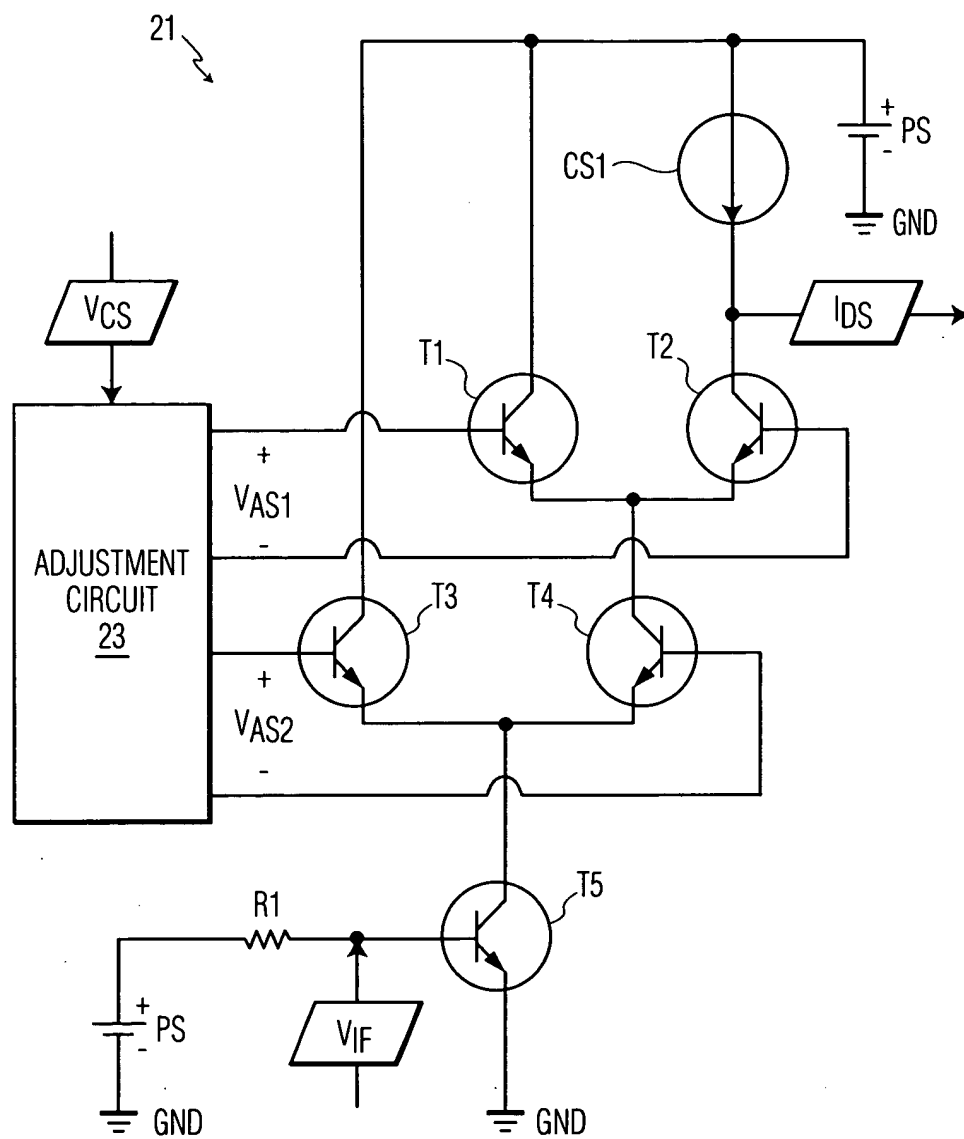 21
+
PS
-
CS1
GND
VCS
IDS
T1
T2
+
VAS1
-
ADJUSTMENT
CIRCUIT
23
T3
T4
+
VAS2
-
T5
R1
+
PS
-
VIF
GND
GND